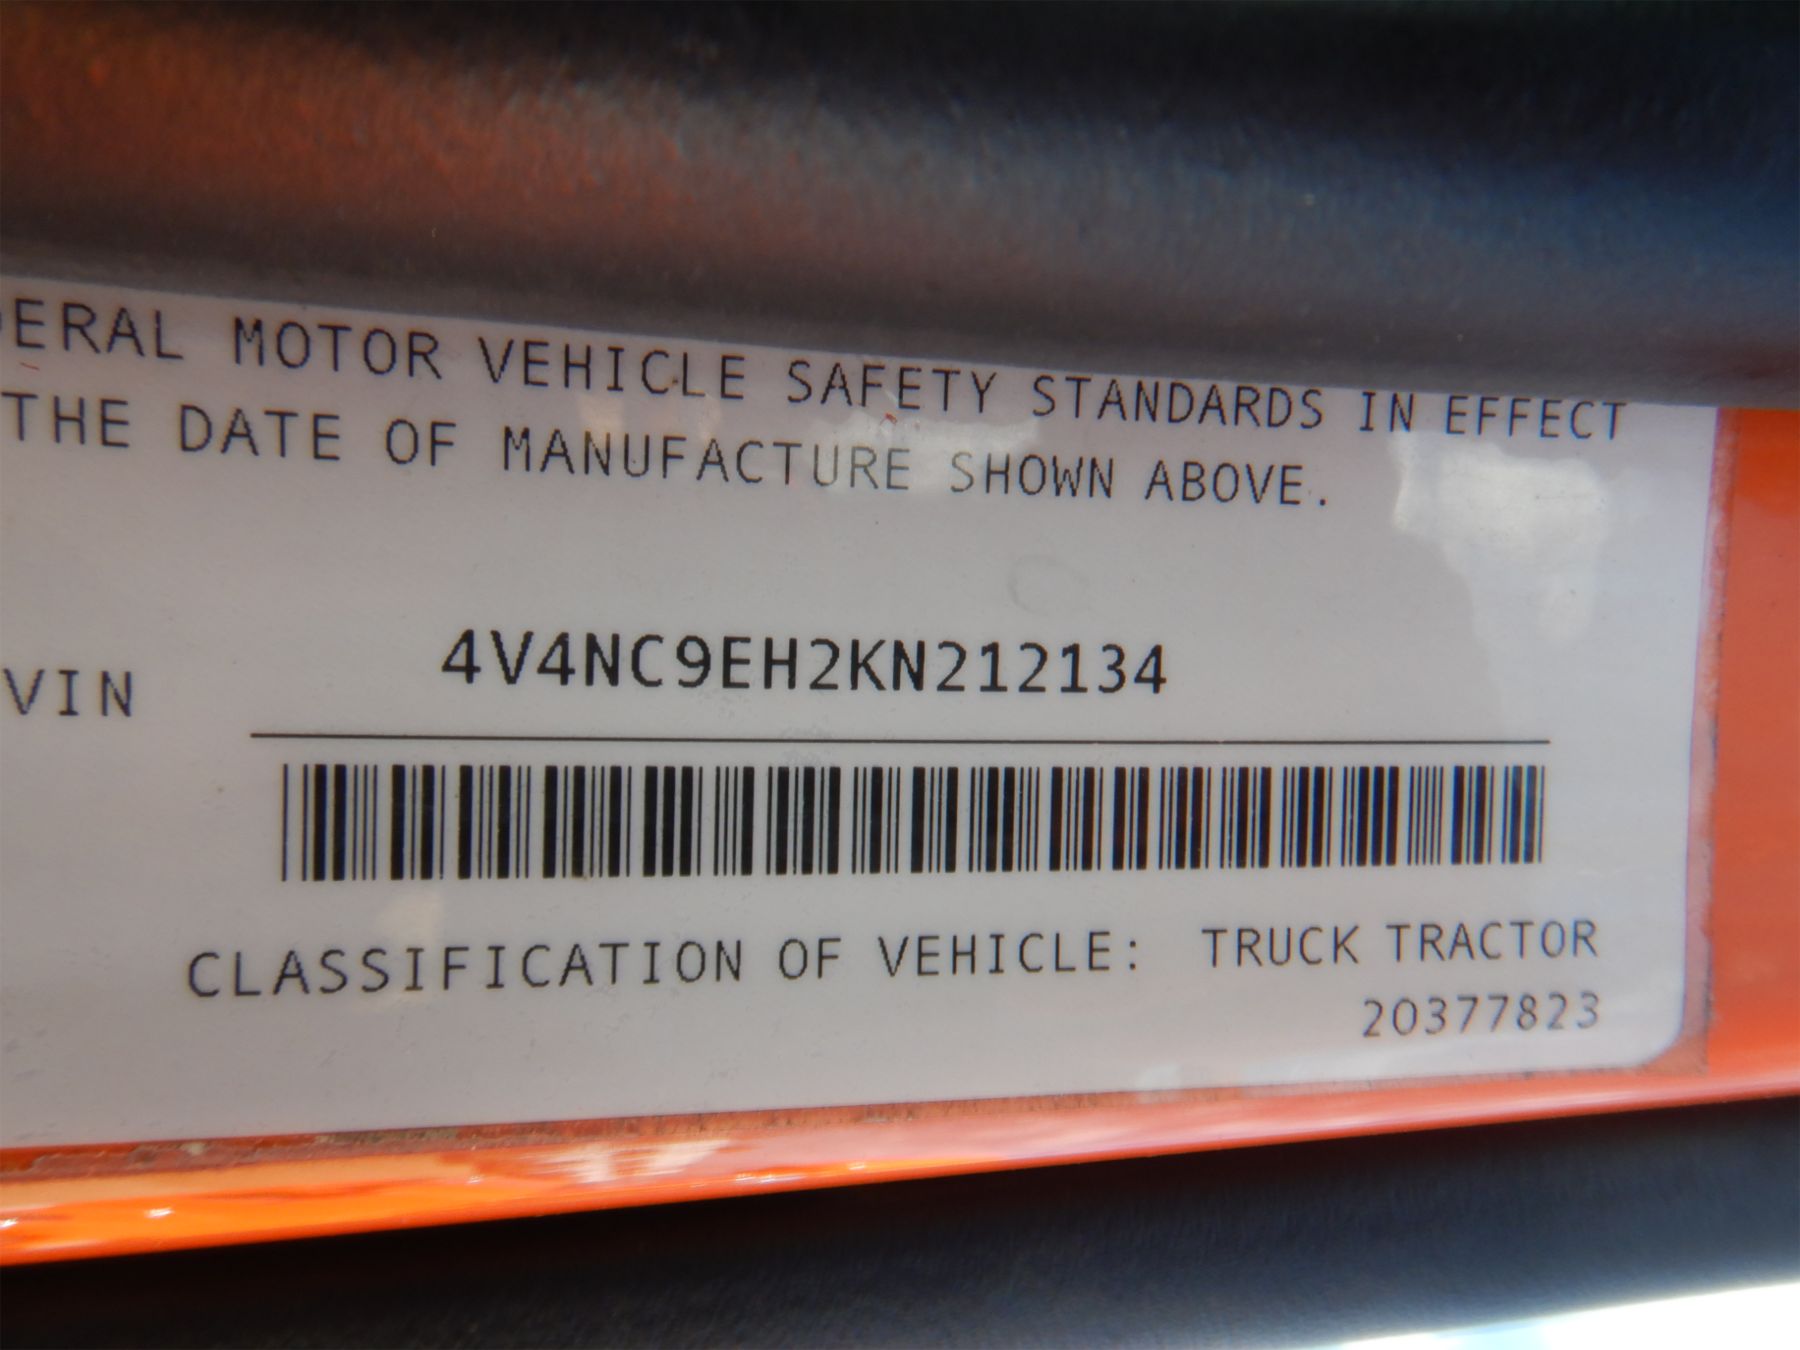 DERAL MOTOR VEHICLE SAFETY STANDARDS IN EFFECT
THE DATE OF MANUFACTURE SHOWN ABOVE.
VIN 4V4NC9EH2KN212134
CLASSIFICATION OF VEHICLE: TRUCK TRACTOR
20377823